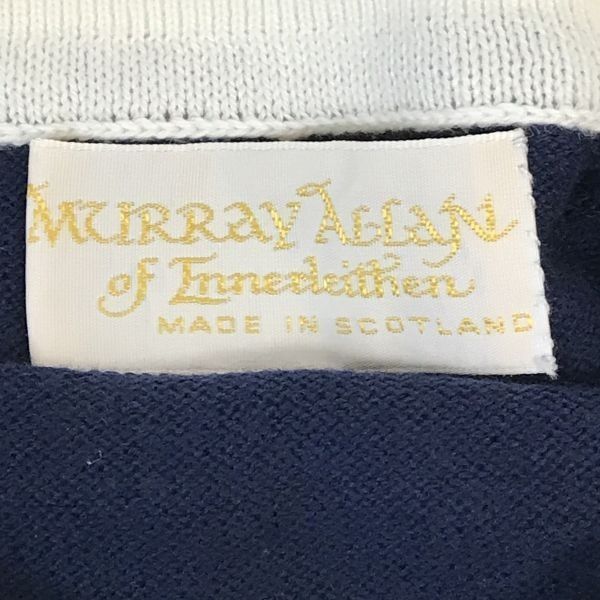 MURRAY ALLAN
of Innerleithen
MADE IN SCOTLAND